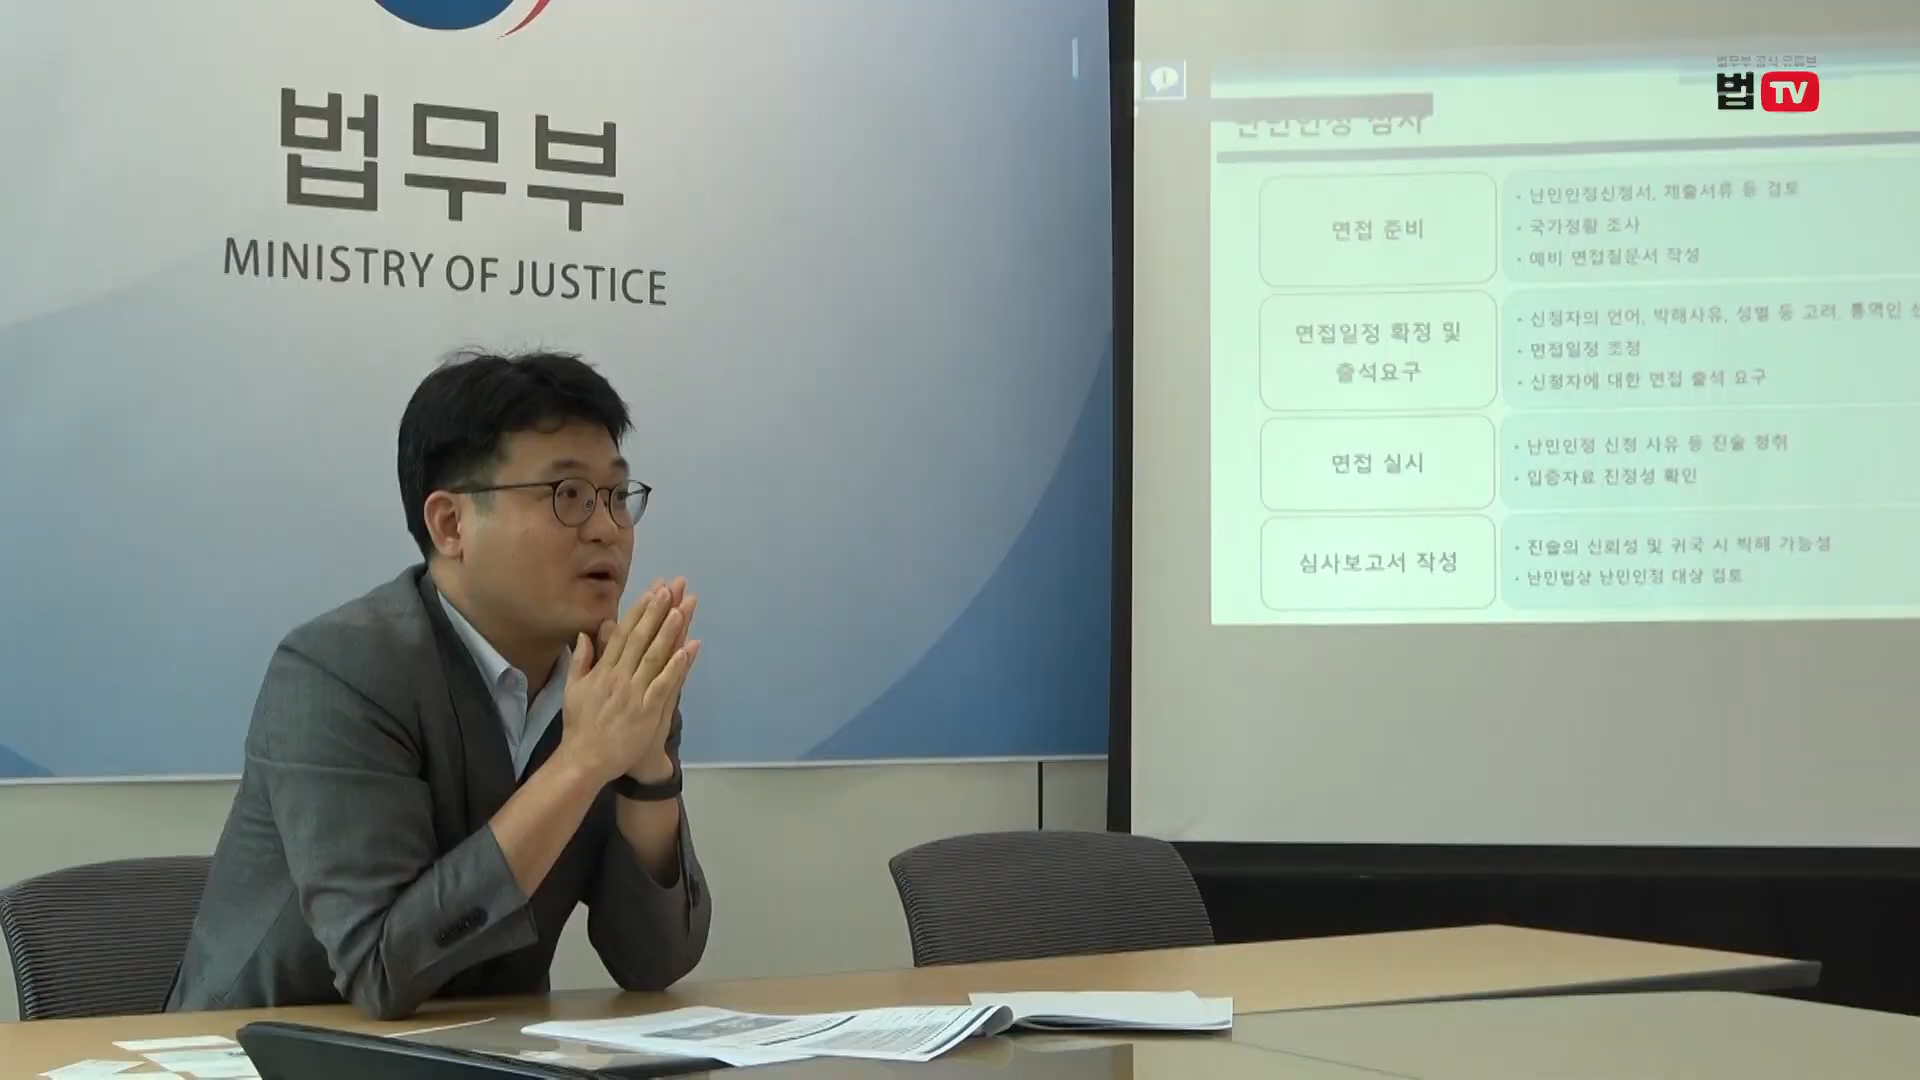 법무부
MINISTRY OF JUSTICE
법무부 공식 유튜브
법TV
난민인정 심사
면접 준비
· 난민인정신청서, 제출서류 등 검토
· 국가정황 조사
· 예비 면접질문서 작성
면접일정 확정 및
출석요구
· 신청자의 언어, 박해사유, 성별 등 고려, 통역인
· 면접일정 조정
· 신청자에 대한 면접 출석 요구
면접 실시
· 난민인정 신청 사유 등 진술 청취
· 입증자료 진정성 확인
심사보고서 작성
· 진술의 신뢰성 및 귀국 시 박해 가능성
· 난민법상 난민인정 대상 검토